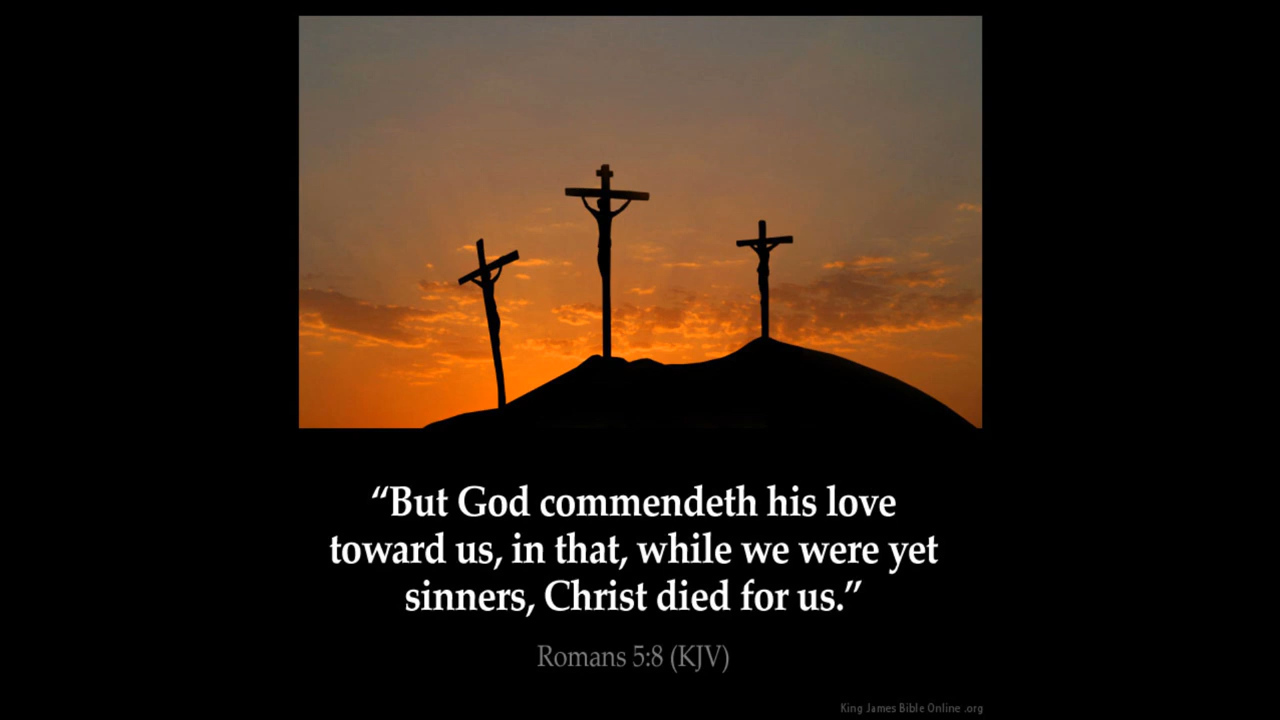 “But God commendeth his love
toward us, in that, while we were yet
sinners, Christ died for us.”
Romans 5:8 (KJV)
King James Bible Online .org